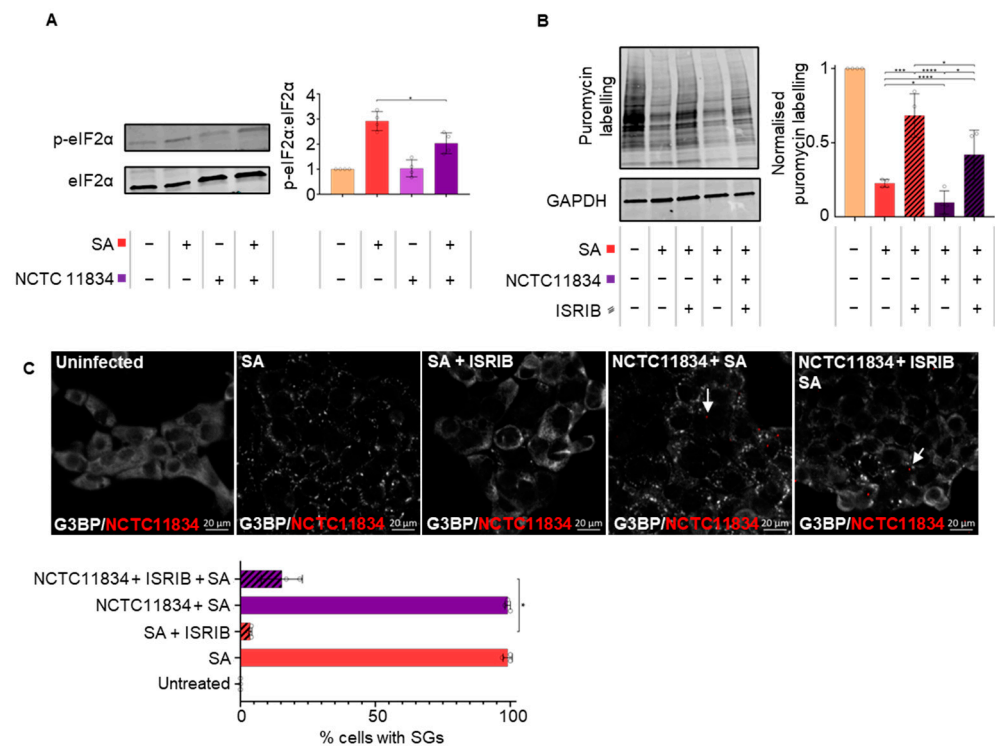 A
p-eIF2α
eIF2α
p-eIF2α:eIF2α
4
3
2
1
0
*
SA − + − + − + − +
NCTC 11834 − − + + − − + +
B
Puromycin
labelling
GAPDH
Normalised
puromycin labelling
1
0.5
0
*
*** **** *
****
*
SA − + + + + − + + + +
NCTC11834 − − − + + − − − + +
ISRIB − − + − + − − + − +
C
Uninfected
G3BP/NCTC11834 20 µm
SA
G3BP/NCTC11834 20 µm
SA + ISRIB
G3BP/NCTC11834 20 µm
NCTC11834 + SA
G3BP/NCTC11834 20 µm
NCTC11834 + ISRIB
SA
G3BP/NCTC11834 20 µm
NCTC11834 + ISRIB + SA
NCTC11834 + SA
SA + ISRIB
SA
Untreated
*
0 50 100
% cells with SGs